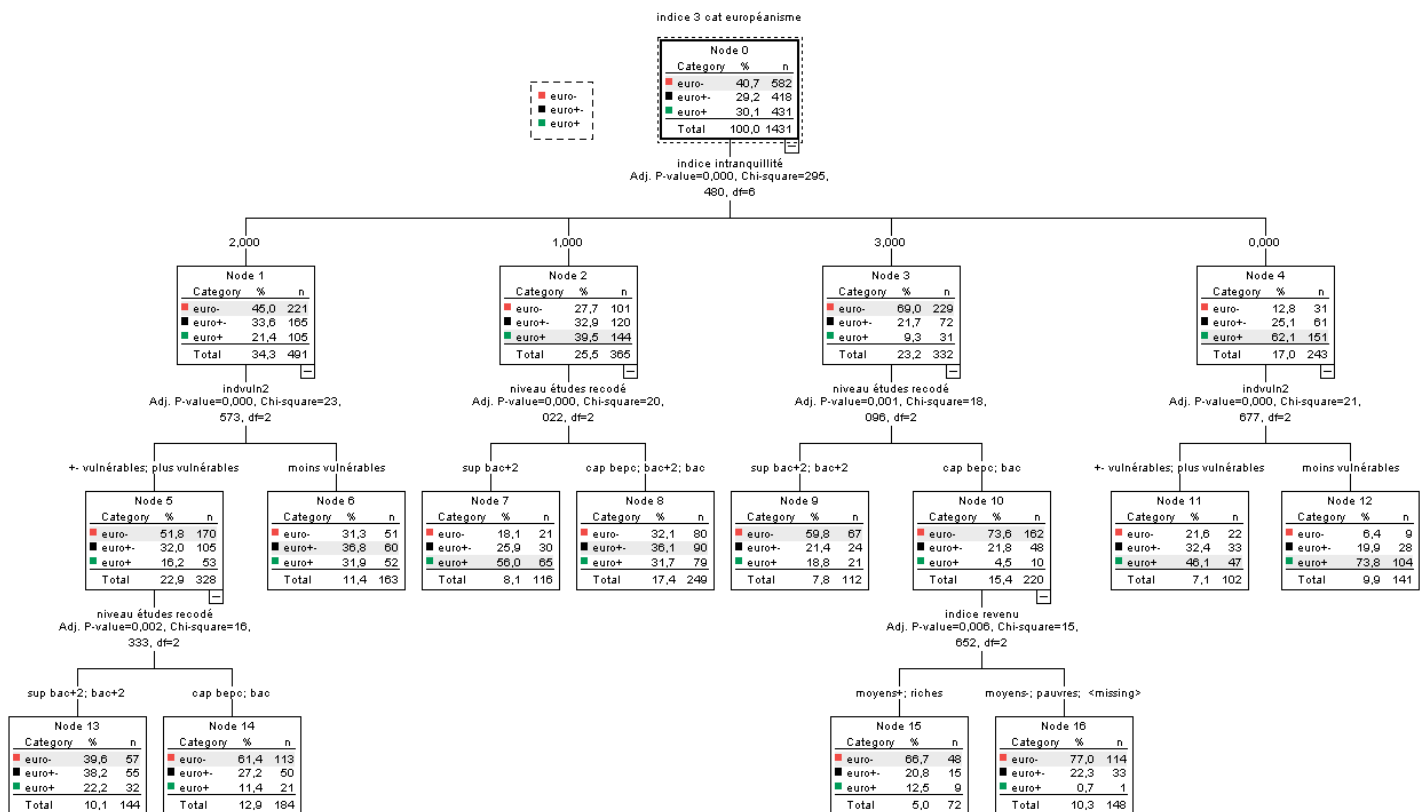 indice 3 cat européanisme
Node 0
Category % n
euro- 40,7 582
euro+- 29,2 418
euro+ 30,1 431
Total 100,0 1431
euro-
euro+-
euro+
indice intranquillité
Adj. P-value=0,000, Chi-square=295,
480, df=6
2,000
1,000
3,000
0,000
Node 1
Category % n
euro- 45,0 221
euro+- 33,6 165
euro+ 21,4 105
Total 34,3 491
Node 2
Category % n
euro- 27,7 101
euro+- 32,9 120
euro+ 39,5 144
Total 25,5 365
Node 3
Category % n
euro- 69,0 229
euro+- 21,7 72
euro+ 9,3 31
Total 23,2 332
Node 4
Category % n
euro- 12,8 31
euro+- 25,1 61
euro+ 62,1 151
Total 17,0 243
indvuln2
Adj. P-value=0,000, Chi-square=23,
573, df=2
niveau études recodé
Adj. P-value=0,000, Chi-square=20,
022, df=2
niveau études recodé
Adj. P-value=0,001, Chi-square=18,
096, df=2
indvuln2
Adj. P-value=0,000, Chi-square=21,
677, df=2
+- vulnérables; plus vulnérables
moins vulnérables
sup bac+2
cap bepc; bac+2; bac
sup bac+2; bac+2
cap bepc; bac
+- vulnérables; plus vulnérables
moins vulnérables
Node 5
Category % n
euro- 51,8 170
euro+- 32,0 105
euro+ 16,2 53
Total 22,9 328
Node 6
Category % n
euro- 31,3 51
euro+- 36,8 60
euro+ 31,9 52
Total 11,4 163
Node 7
Category % n
euro- 18,1 21
euro+- 25,9 30
euro+ 56,0 65
Total 8,1 116
Node 8
Category % n
euro- 32,1 80
euro+- 36,1 90
euro+ 31,7 79
Total 17,4 249
Node 9
Category % n
euro- 59,8 67
euro+- 21,4 24
euro+ 18,8 21
Total 7,8 112
Node 10
Category % n
euro- 73,6 162
euro+- 21,8 48
euro+ 4,5 10
Total 15,4 220
Node 11
Category % n
euro- 21,6 22
euro+- 32,4 33
euro+ 46,1 47
Total 7,1 102
Node 12
Category % n
euro- 6,4 9
euro+- 19,9 28
euro+ 73,8 104
Total 9,9 141
niveau études recodé
Adj. P-value=0,002, Chi-square=16,
333, df=2
indice revenu
Adj. P-value=0,006, Chi-square=15,
652, df=2
sup bac+2; bac+2
cap bepc; bac
moyens+; riches
moyens-; pauvres; <missing>
Node 13
Category % n
euro- 39,6 57
euro+- 38,2 55
euro+ 22,2 32
Total 10,1 144
Node 14
Category % n
euro- 61,4 113
euro+- 27,2 50
euro+ 11,4 21
Total 12,9 184
Node 15
Category % n
euro- 66,7 48
euro+- 20,8 15
euro+ 12,5 9
Total 5,0 72
Node 16
Category % n
euro- 77,0 114
euro+- 22,3 33
euro+ 0,7 1
Total 10,3 148